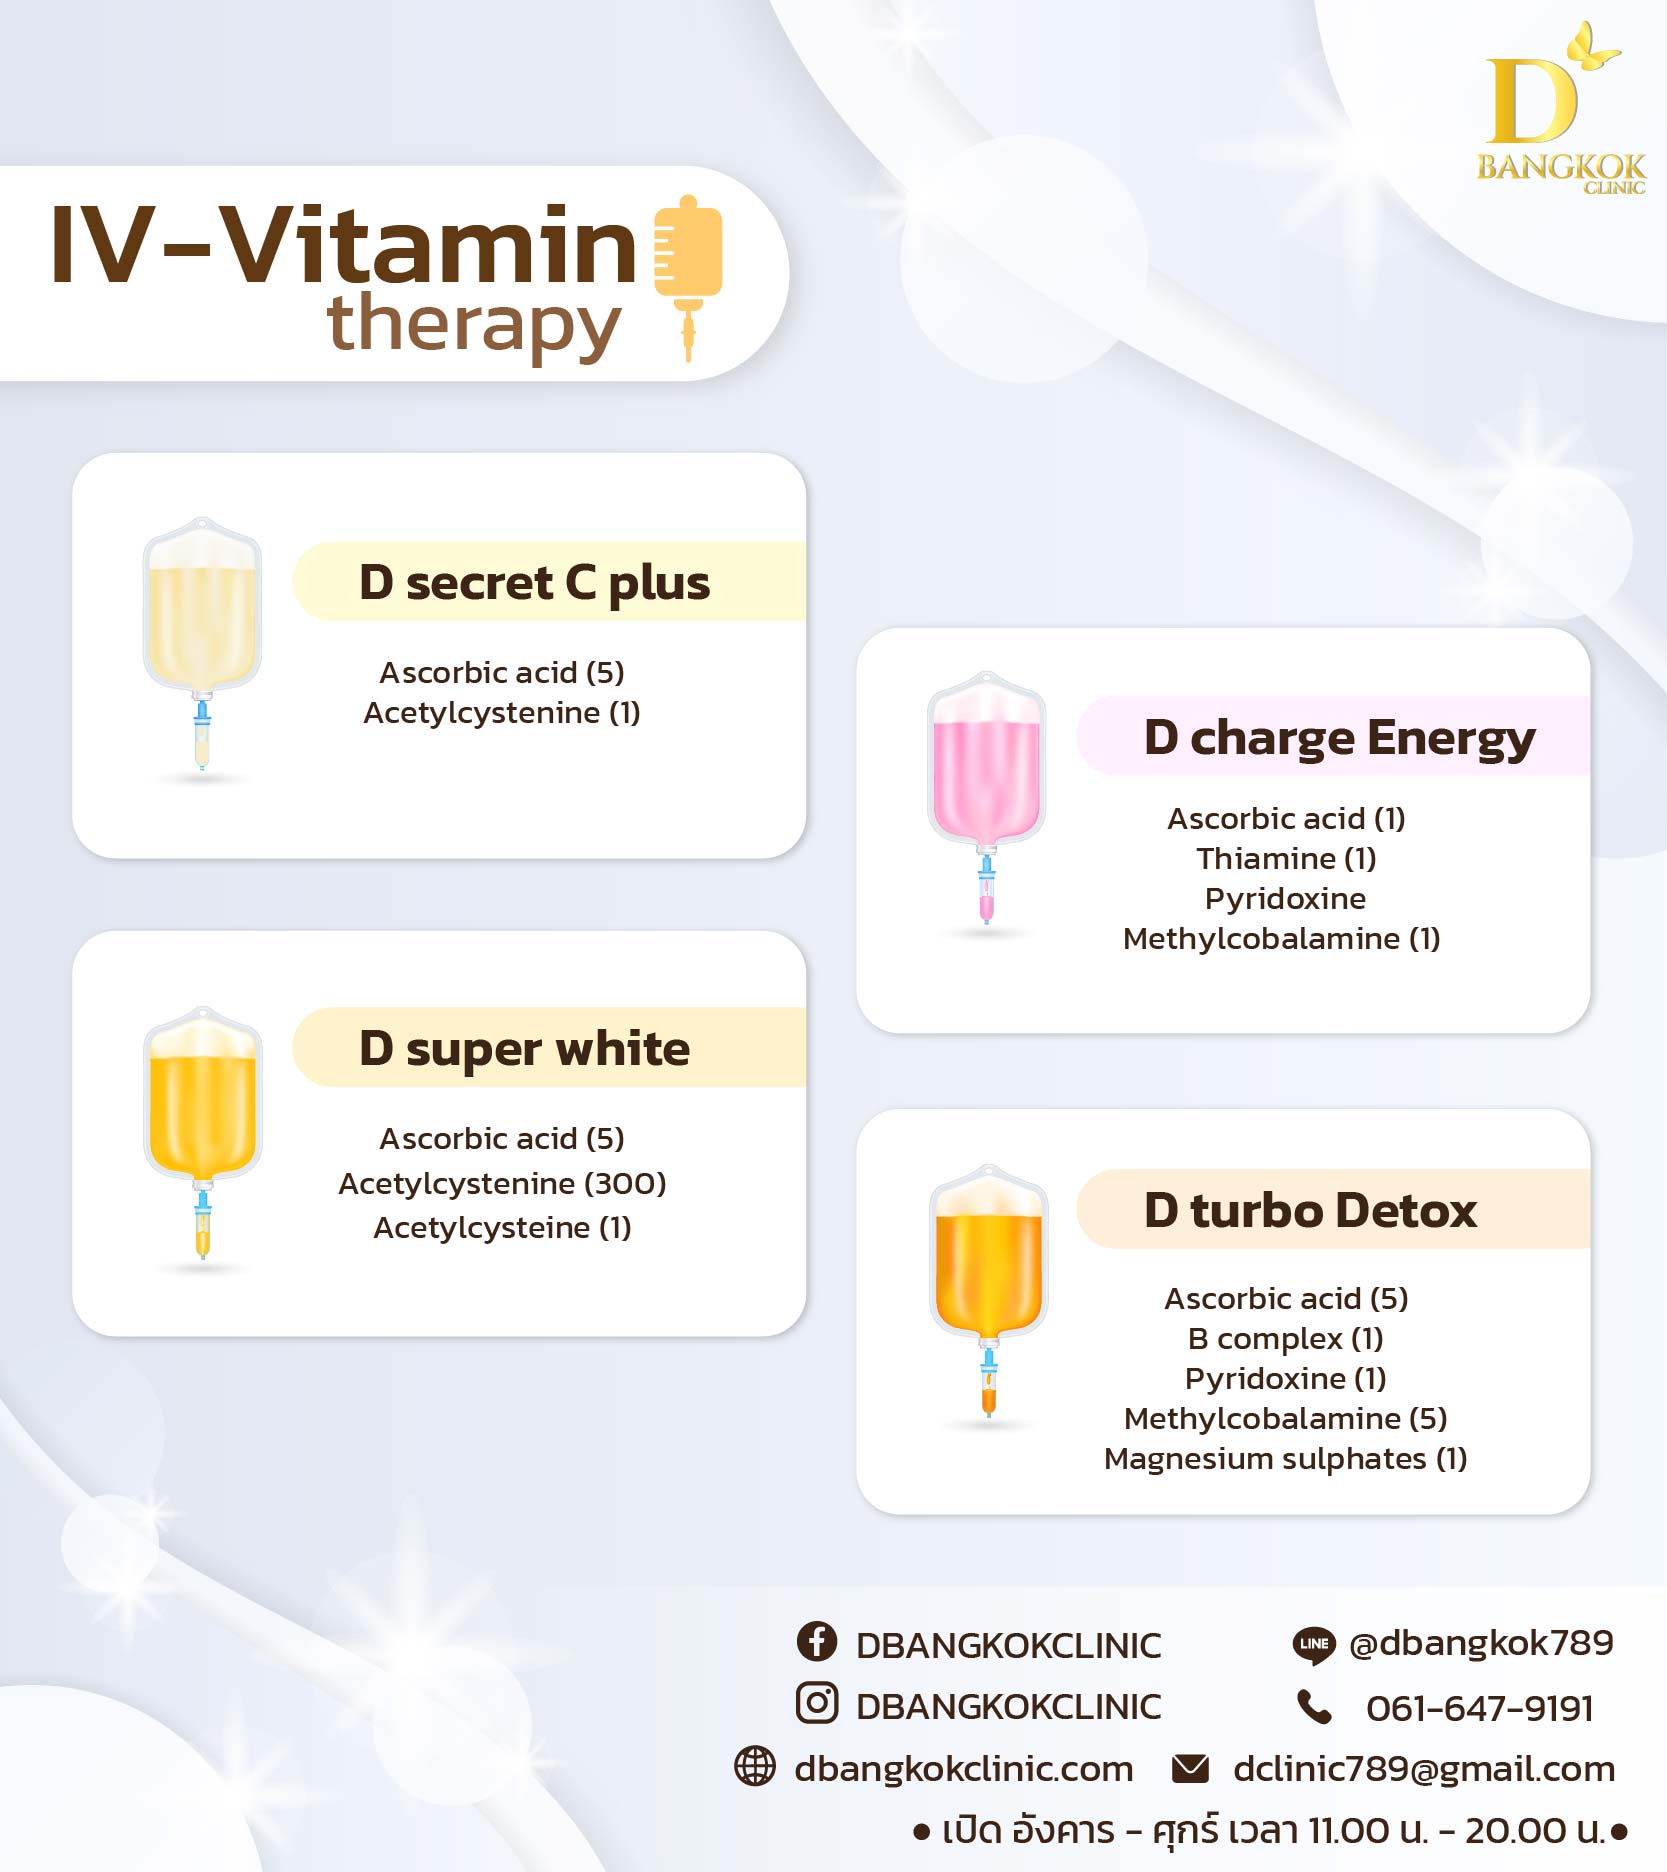 D
BANGKOK
CLINIC
IV-Vitamin
therapy
D secret C plus
Ascorbic acid (5)
Acetylcystenine (1)
D charge Energy
Ascorbic acid (1)
Thiamine (1)
Pyridoxine
Methylcobalamine (1)
D super white
Ascorbic acid (5)
Acetylcystenine (300)
Acetylcysteine (1)
D turbo Detox
Ascorbic acid (5)
B complex (1)
Pyridoxine (1)
Methylcobalamine (5)
Magnesium sulphates (1)
DBANGKOKCLINIC
LINE @dbangkok789
DBANGKOKCLINIC
061-647-9191
dbangkokclinic.com
dclinic789@gmail.com
• เปิด อังคาร - ศุกร์ เวลา 11.00 น. - 20.00 น.•